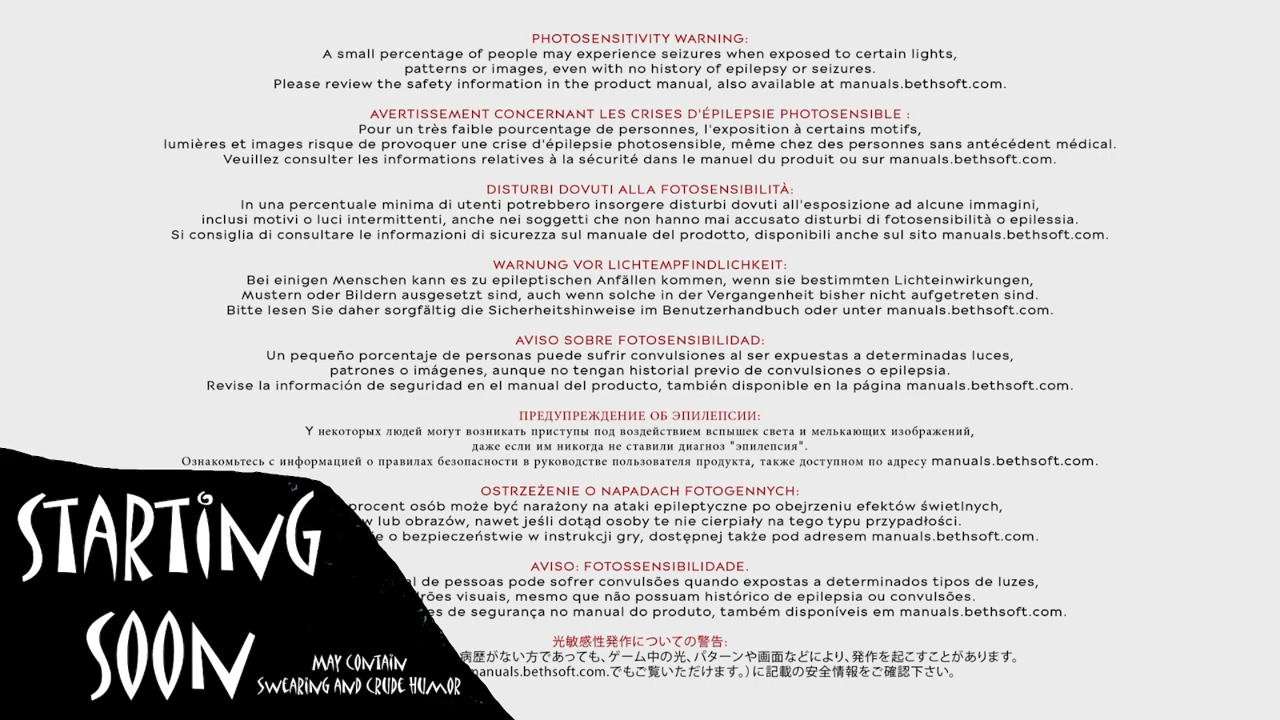 PHOTOSENSITIVITY WARNING:
A small percentage of people may experience seizures when exposed to certain lights,
patterns or images, even with no history of epilepsy or seizures.
Please review the safety information in the product manual, also available at manuals.bethsoft.com.
AVERTISSEMENT CONCERNANT LES CRISES D'ÉPILEPSIE PHOTOSENSIBLE :
Pour un très faible pourcentage de personnes, l'exposition à certains motifs,
lumières et images risque de provoquer une crise d'épilepsie photosensible, même chez des personnes sans antécédent médical.
Veuillez consulter les informations relatives à la sécurité dans le manuel du produit ou sur manuals.bethsoft.com.
DISTURBI DOVUTI ALLA FOTOSENSIBILITÀ:
In una percentuale minima di utenti potrebbero insorgere disturbi dovuti all'esposizione ad alcune immagini,
inclusi motivi o luci intermittenti, anche nei soggetti che non hanno mai accusato disturbi di fotosensibilità o epilessia.
Si consiglia di consultare le informazioni di sicurezza sul manuale del prodotto, disponibili anche sul sito manuals.bethsoft.com.
WARNUNG VOR LICHTEMPFINDLICHKEIT:
Bei einigen Menschen kann es zu epileptischen Anfällen kommen, wenn sie bestimmten Lichteinwirkungen,
Mustern oder Bildern ausgesetzt sind, auch wenn solche in der Vergangenheit bisher nicht aufgetreten sind.
Bitte lesen Sie daher sorgfältig die Sicherheitshinweise im Benutzerhandbuch oder unter manuals.bethsoft.com.
AVISO SOBRE FOTOSENSIBILIDAD:
Un pequeño porcentaje de personas puede sufrir convulsiones al ser expuestas a determinadas luces,
patrones o imágenes, aunque no tengan historial previo de convulsiones o epilepsia.
Revise la información de seguridad en el manual del producto, también disponible en la página manuals.bethsoft.com.
ПРЕДУПРЕЖДЕНИЕ ОБ ЭПИЛЕПСИИ:
У некоторых людей могут возникать приступы под воздействием вспышек света и мелькающих изображений,
даже если им никогда не ставили диагноз "эпилепсия".
Ознакомьтесь с информацией о правилах безопасности в руководстве пользователя продукта, также доступном по адресу manuals.bethsoft.com.
OSTRZEŻENIE O NAPADACH FOTOGENNYCH:
procent osób może być narażony na ataki epileptyczne po obejrzeniu efektów świetlnych,
lub obrazów, nawet jeśli dotąd osoby te nie cierpiały na tego typu przypadłości.
o bezpieczeństwie w instrukcji gry, dostępnej także pod adresem manuals.bethsoft.com.
AVISO: FOTOSSENSIBILIDADE.
de pessoas pode sofrer convulsões quando expostas a determinados tipos de luzes,
visuais, mesmo que não possuam histórico de epilepsia ou convulsões.
de segurança no manual do produto, também disponíveis em manuals.bethsoft.com.
光敏感性発作についての警告:
病歴がない方であっても、ゲーム中の光、パターンや画面などにより、発作を起こすことがあります。
manuals.bethsoft.com.でもご覧いただけます。)に記載の安全情報をご確認下さい。
STARTING
SOON
MAY CONTAIN
SWEARING AND CRUDE HUMOR